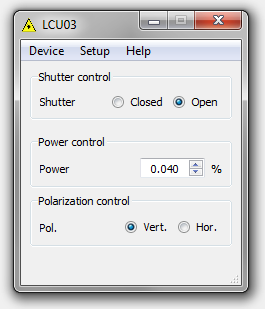 LCU03
Device Setup Help
Shutter control
Shutter Closed Open
Power control
Power 0.040 %
Polarization control
Pol. Vert. Hor.